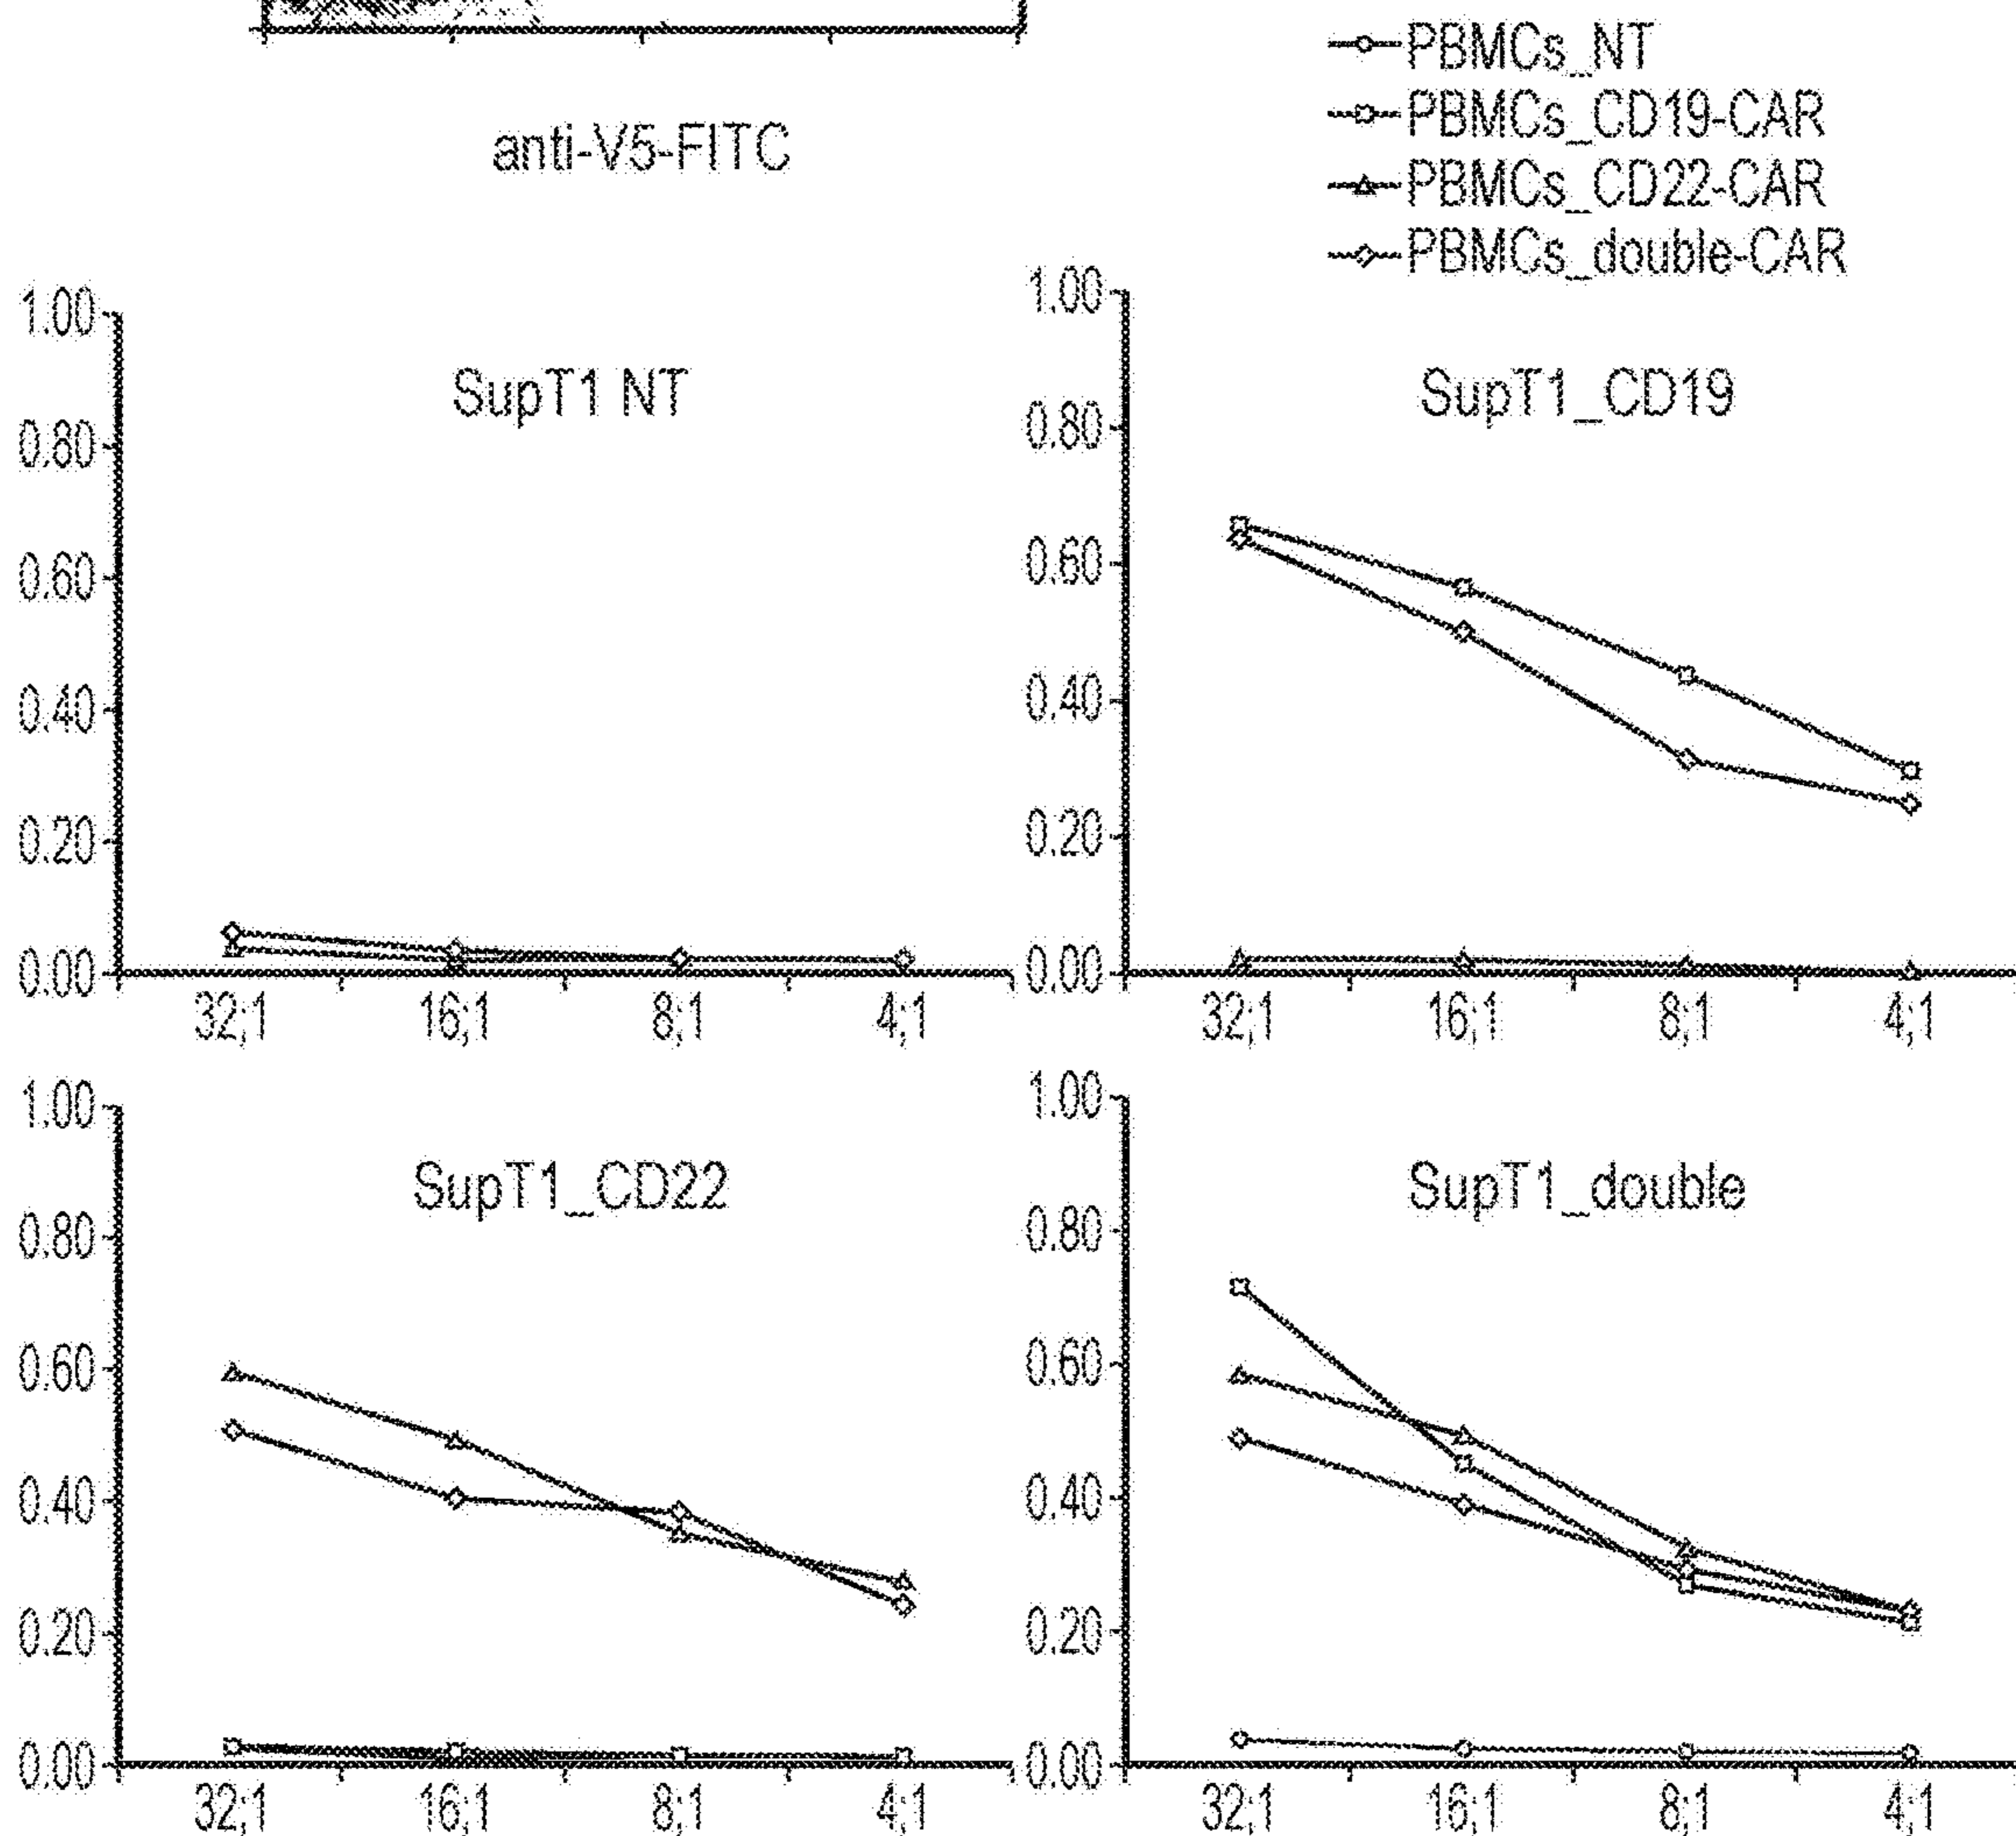 anti-V5-FITC
PBMCs_NT
PBMCs_CD19-CAR
PBMCs_CD22-CAR
PBMCs_double-CAR
SupT1 NT
1.00
0.80
0.60
0.40
0.20
0.00
32;1 16;1 8;1 4;1
SupT1_CD19
1.00
0.80
0.60
0.40
0.20
0.00
32;1 16;1 8;1 4;1
SupT1_CD22
1.00
0.80
0.60
0.40
0.20
0.00
32;1 16;1 8;1 4;1
SupT1_double
1.00
0.80
0.60
0.40
0.20
0.00
32;1 16;1 8;1 4;1